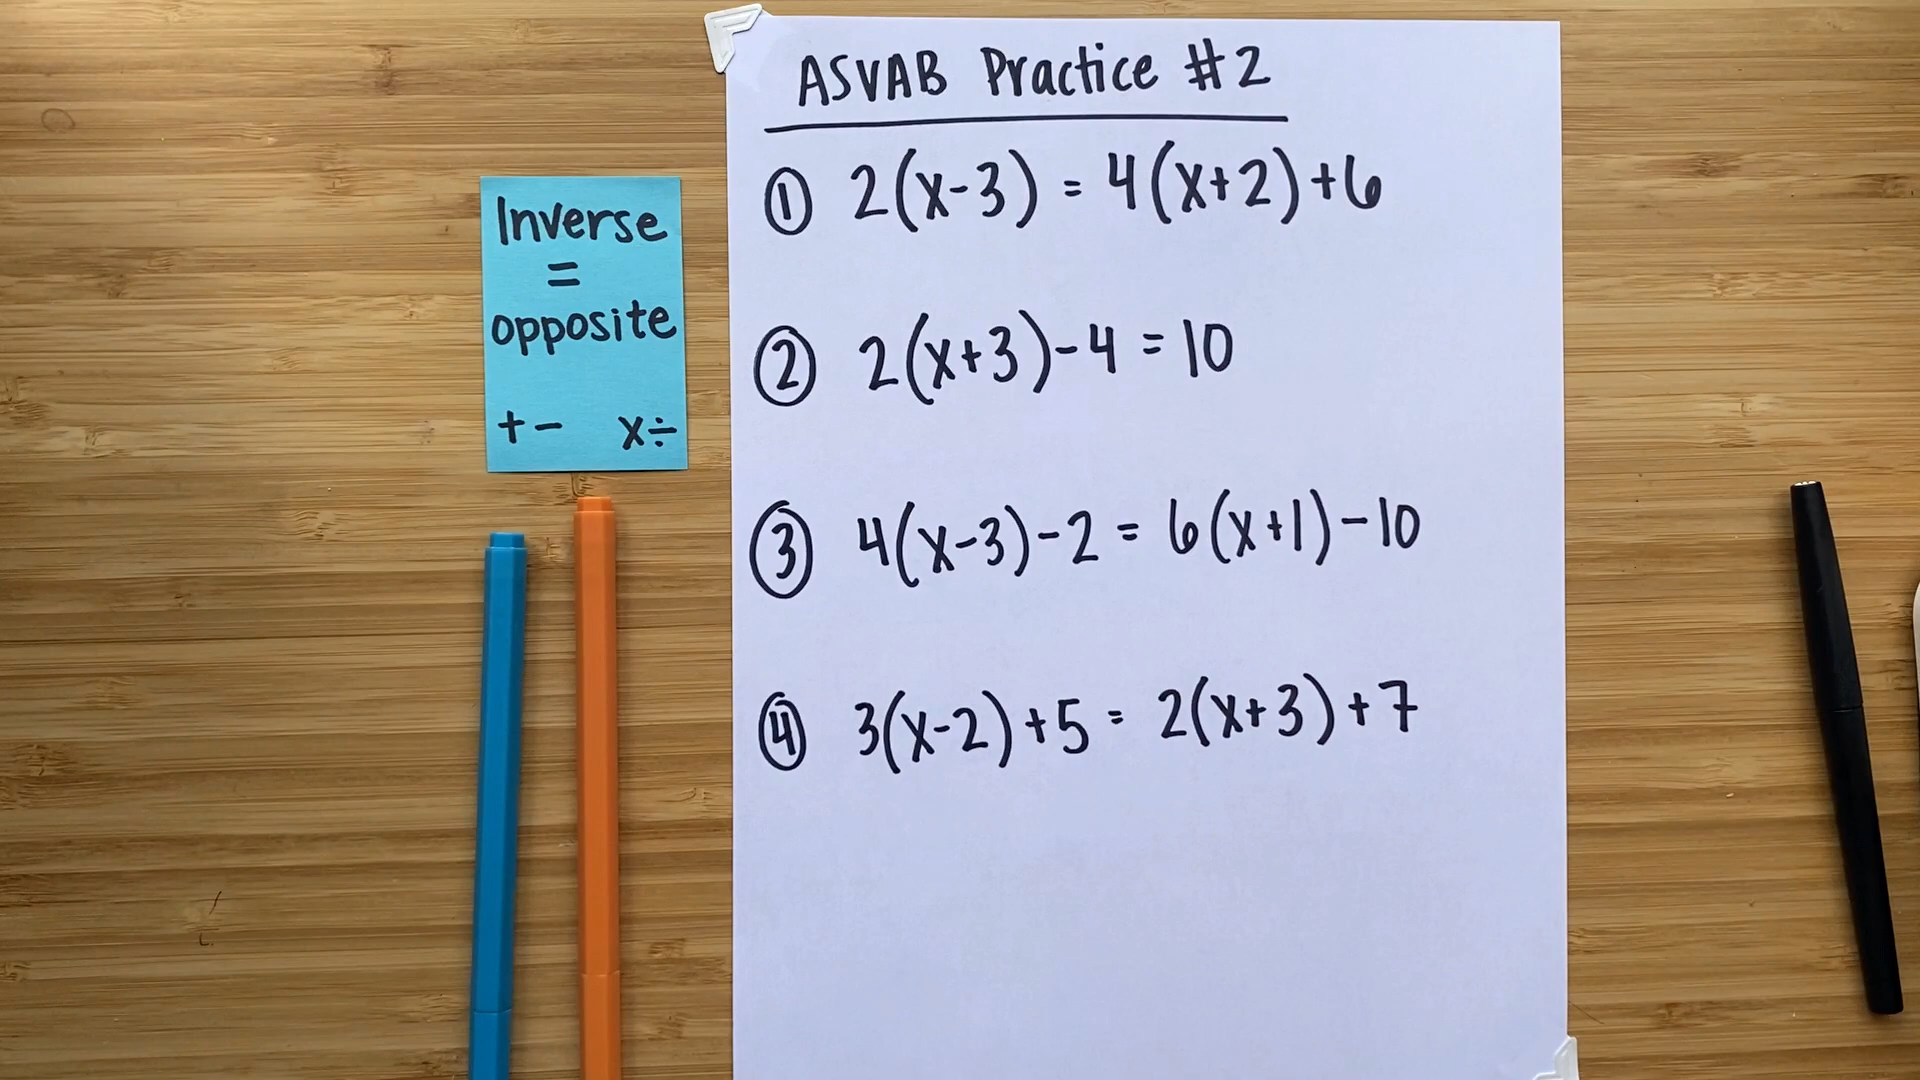 ASVAB Practice #2
① 2(x-3) = 4(x+2)+6
② 2(x+3)-4 = 10
③ 4(x-3)-2 = 6(x+1)-10
④ 3(x-2)+5 = 2(x+3)+7
Inverse
=
opposite
+- x÷